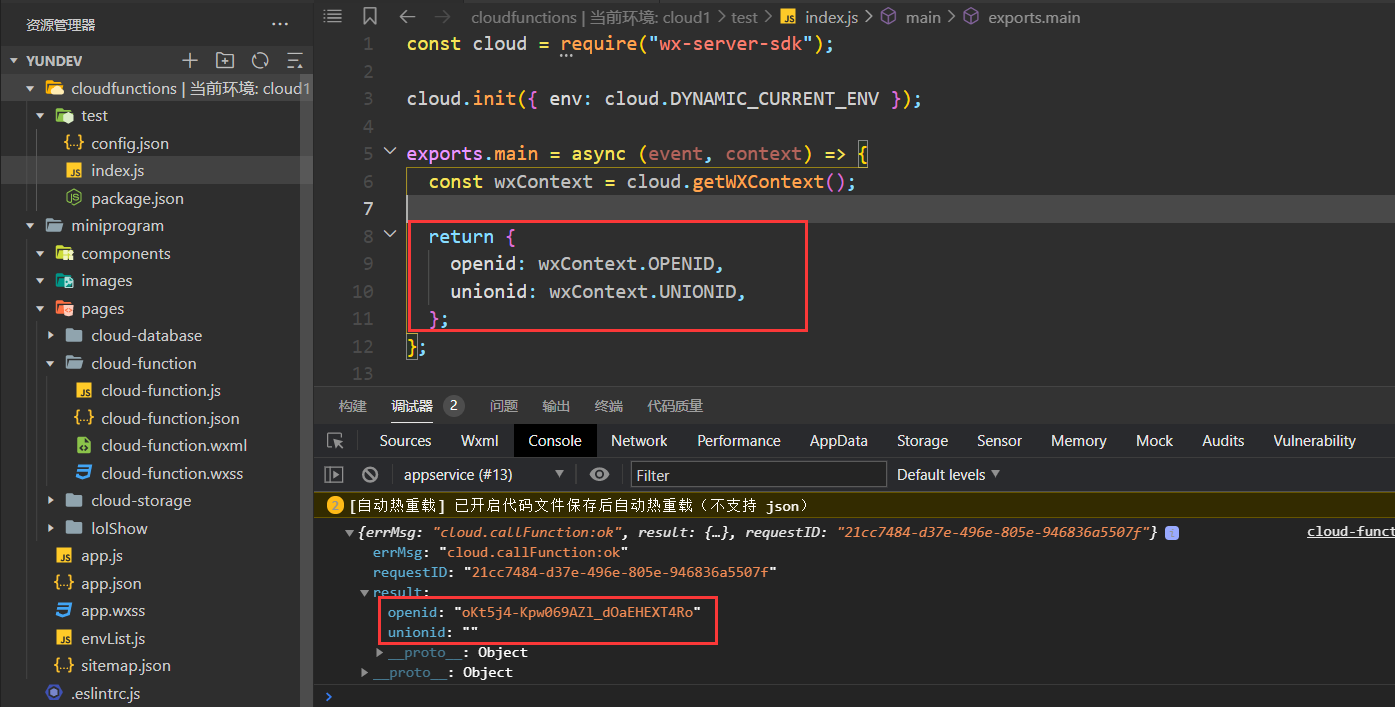 资源管理器 ...
YUNDEV
cloudfunctions | 当前环境: cloud1
test
config.json
index.js
package.json
miniprogram
components
images
pages
cloud-database
cloud-function
cloud-function.js
cloud-function.json
cloud-function.wxml
cloud-function.wxss
cloud-storage
lolShow
app.js
app.json
app.wxss
envList.js
sitemap.json
.eslintrc.js
cloudfunctions | 当前环境: cloud1 > test > JS index.js > main > exports.main
1 const cloud = require("wx-server-sdk");
2
3 cloud.init({ env: cloud.DYNAMIC_CURRENT_ENV });
4
5 exports.main = async (event, context) => {
6 const wxContext = cloud.getWXContext();
7
8 return {
9 openid: wxContext.OPENID,
10 unionid: wxContext.UNIONID,
11 };
12 };
13
构建 调试器 2 问题 输出 终端 代码质量
Sources Wxml Console Network Performance AppData Storage Sensor Memory Mock Audits Vulnerability
appservice (#13) Filter Default levels
2 [自动热重载] 已开启代码文件保存后自动热重载（不支持 json）
{errMsg: "cloud.callFunction:ok", result: {…}, requestID: "21cc7484-d37e-496e-805e-946836a5507f"} i cloud-funct
errMsg: "cloud.callFunction:ok"
requestID: "21cc7484-d37e-496e-805e-946836a5507f"
result:
openid: "oKt5j4-Kpw069AZl_dOaEHEXT4Ro"
unionid: ""
__proto__: Object
__proto__: Object
>